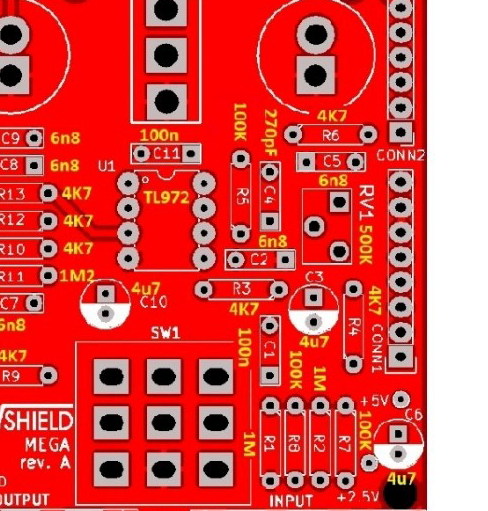 C9 6n8
C8 6n8
100n
C11
U1
TL972
100K
R5
270pF
C4
4K7
R6
C5
6n8
CONN2
R13 4K7
R12 4K7
R10 4K7
R11 1M2
C7
6n8
6n8
C2
RV1
500K
R3
4K7
C3
4u7
4u7
C10
SW1
100n
C1
4K7
R4
CONN1
4K7
R9
100K
1M
1M
R1
R8
R2
R7
100K
+5V
C6
4u7
SHIELD
MEGA
rev. A
OUTPUT
INPUT
+2.5V